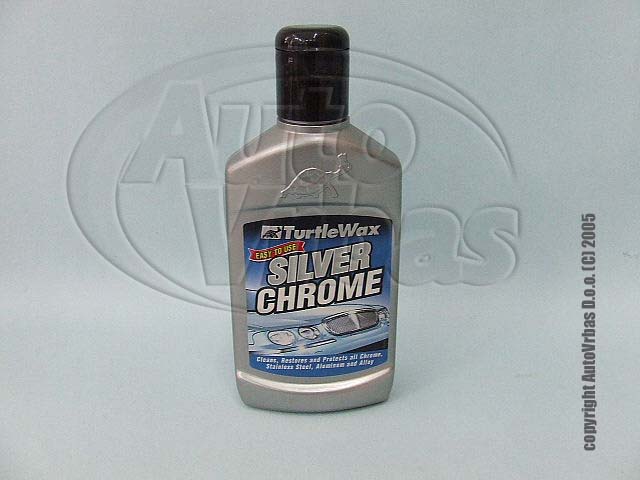 Auto
Vrhas
TurtleWax
EASY TO USE!
SILVER
CHROME
Cleans, Restores and Protects all Chrome,
Stainless Steel, Aluminum and Alloy
copyright AutoVrhas D.o.o. (C) 2005